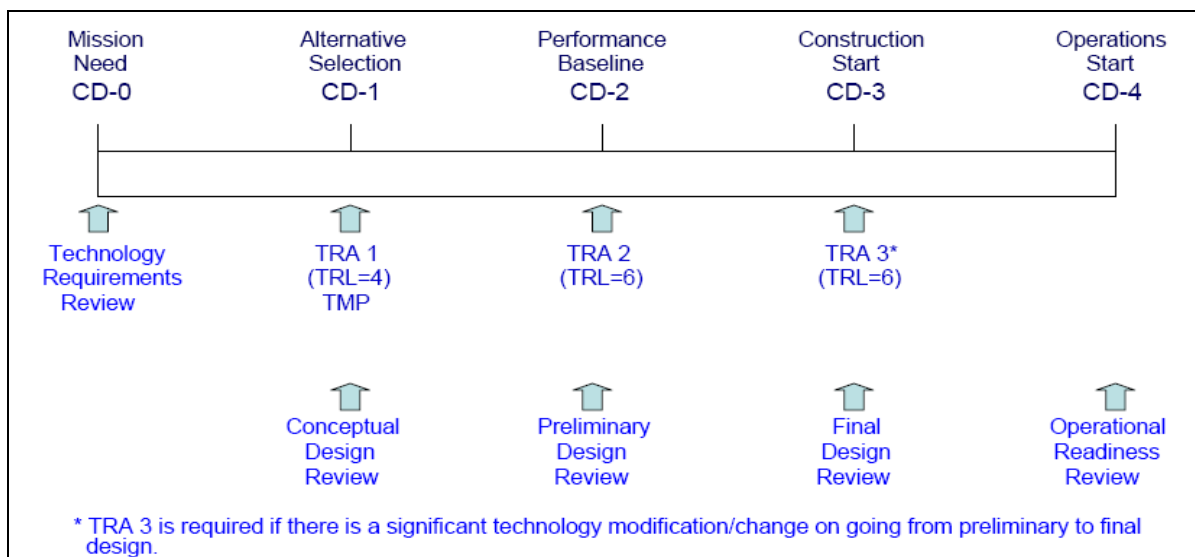 Mission
Need
CD-0
Alternative
Selection
CD-1
Performance
Baseline
CD-2
Construction
Start
CD-3
Operations
Start
CD-4
Technology
Requirements
Review
TRA 1
(TRL=4)
TMP
TRA 2
(TRL=6)
TRA 3*
(TRL=6)
Conceptual
Design
Review
Preliminary
Design
Review
Final
Design
Review
Operational
Readiness
Review
* TRA 3 is required if there is a significant technology modification/change on going from preliminary to final
design.